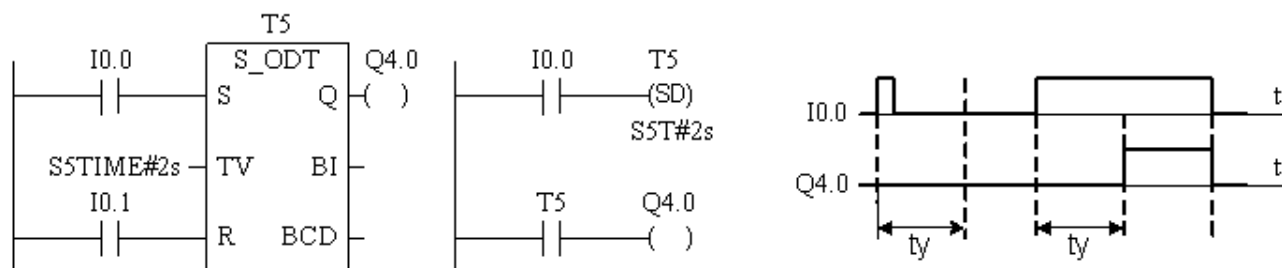 T5
I0.0
S_ODT
Q4.0
S
Q
( )
S5TIME#2s
TV
BI
I0.1
R
BCD
I0.0
T5
(SD)
S5T#2s
T5
Q4.0
( )
I0.0
t
Q4.0
t
ty
ty